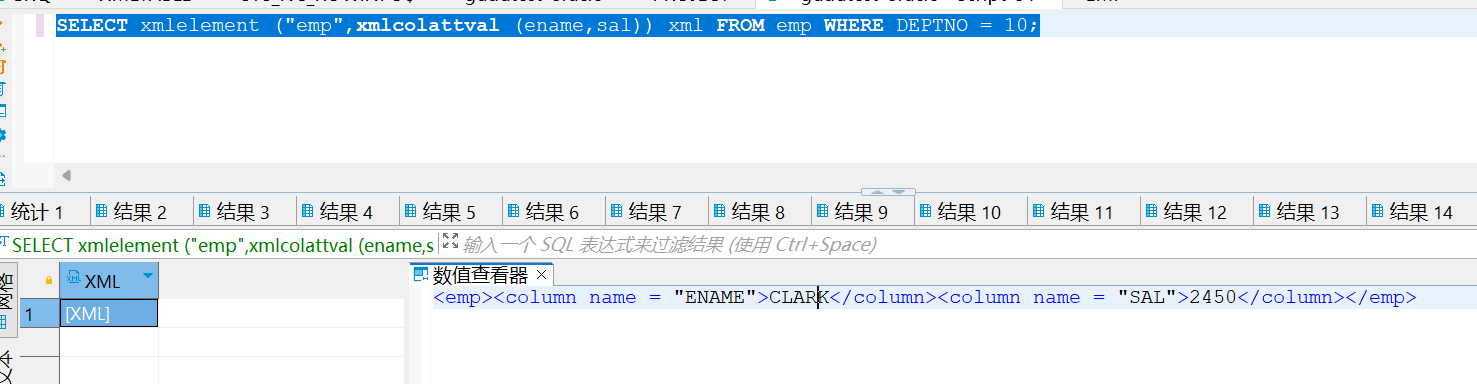 SELECT xmlelement ("emp",xmlcolattval (ename,sal)) xml FROM emp WHERE DEPTNO = 10;
统计 1 结果 2 结果 3 结果 4 结果 5 结果 6 结果 7 结果 8 结果 9 结果 10 结果 11 结果 12 结果 13 结果 14
SELECT xmlelement ("emp",xmlcolattval (ename,s 输入一个 SQL 表达式来过滤结果 (使用 Ctrl+Space)
网格
XML
数值查看器
1 [XML]
<emp><column name = "ENAME">CLARK</column><column name = "SAL">2450</column></emp>